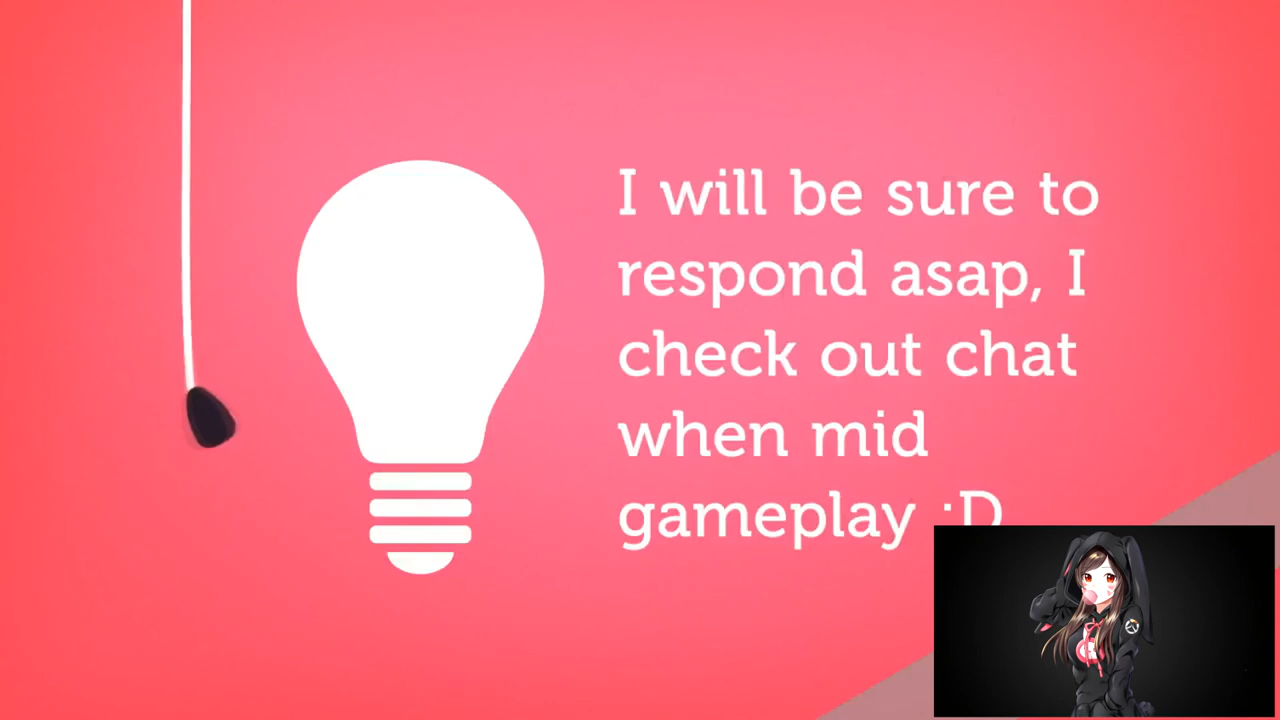 I will be sure to
respond asap, I
check out chat
when mid
gameplay :D